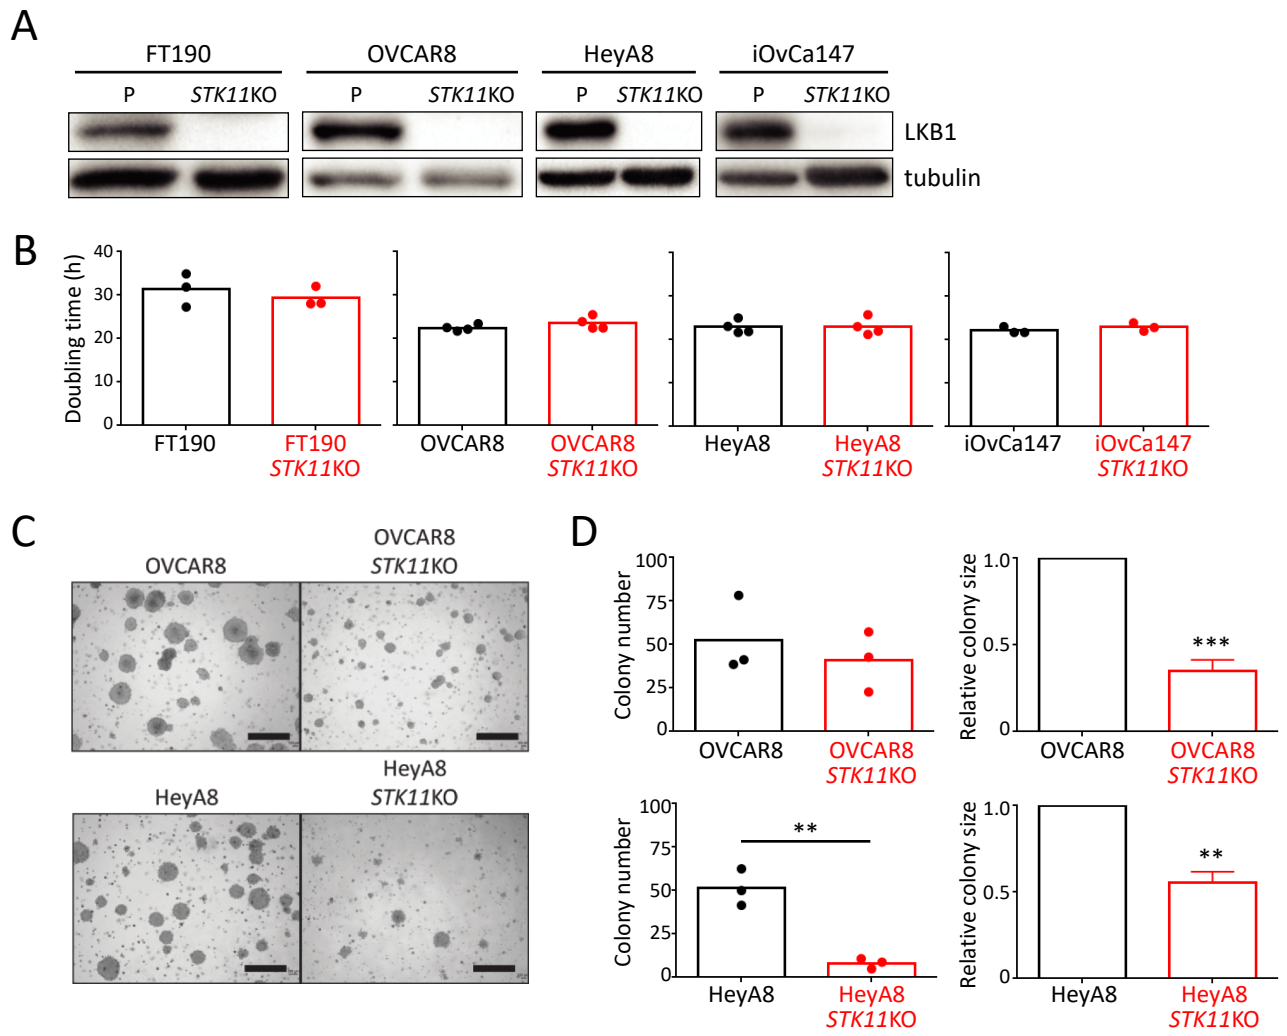 A
FT190 OVCAR8 HeyA8 iOvCa147
P STK11KO P STK11KO P STK11KO P STK11KO
LKB1
tubulin
B
Doubling time (h)
40
30
20
10
0
FT190 FT190 OVCAR8 OVCAR8 HeyA8 HeyA8 iOvCa147 iOvCa147
STK11KO STK11KO STK11KO STK11KO
C
OVCAR8
OVCAR8 STK11KO
HeyA8
HeyA8 STK11KO
D
Colony number
100
75
50
25
0
OVCAR8 OVCAR8
STK11KO
Relative colony size
1.0
0.5
0
***
OVCAR8 OVCAR8
STK11KO
Colony number
100
75
50
25
0
**
HeyA8 HeyA8
STK11KO
Relative colony size
1.0
0.5
0
**
HeyA8 HeyA8
STK11KO